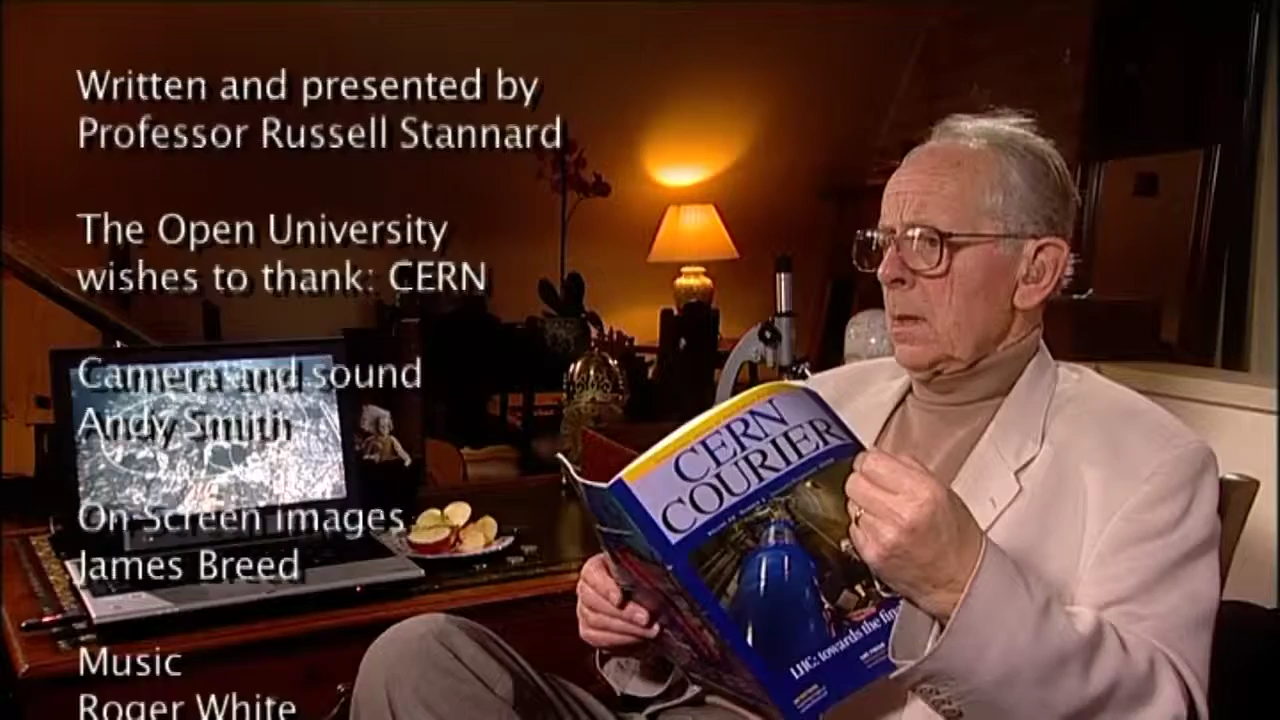 Written and presented by
Professor Russell Stannard
The Open University
wishes to thank: CERN
Camera and sound
Andy Smith
On Screen images
James Breed
Music
Roger White
CERN
COURIER
LHC: towards the